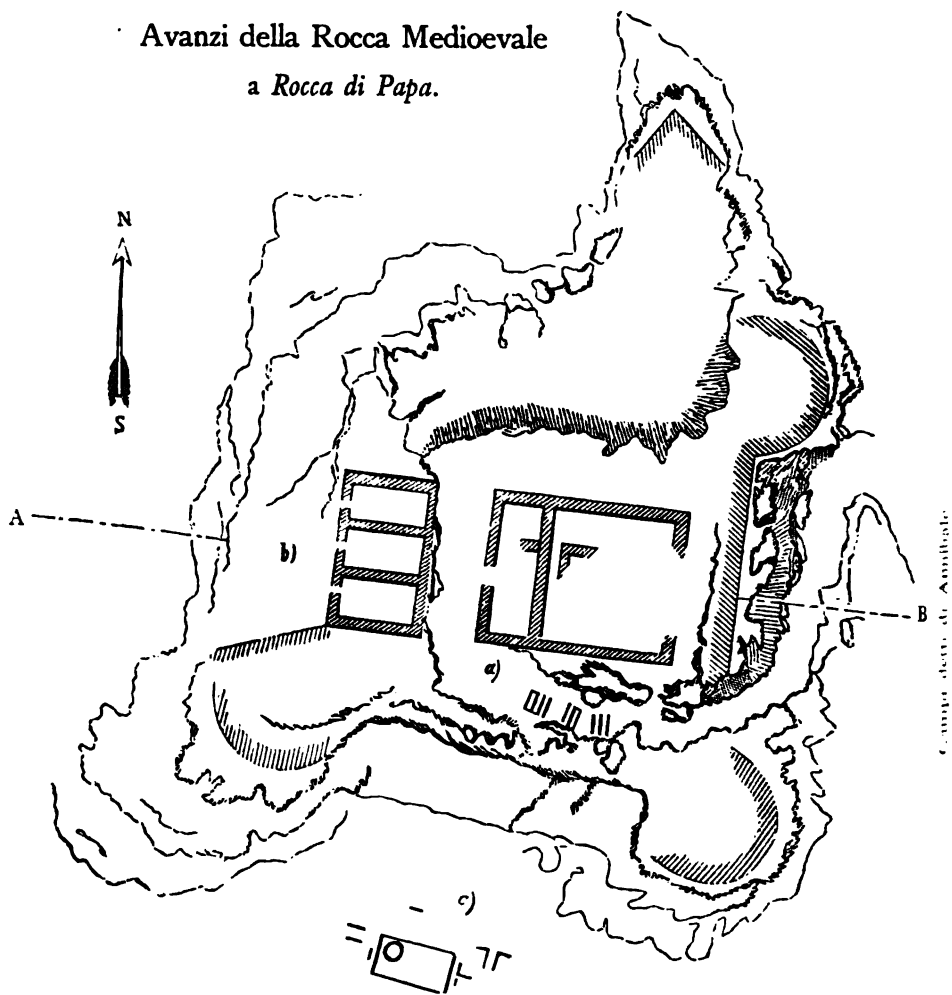 Avanzi della Rocca Medioevale
a Rocca di Papa.
N
S
A
b)
B
a)
c)